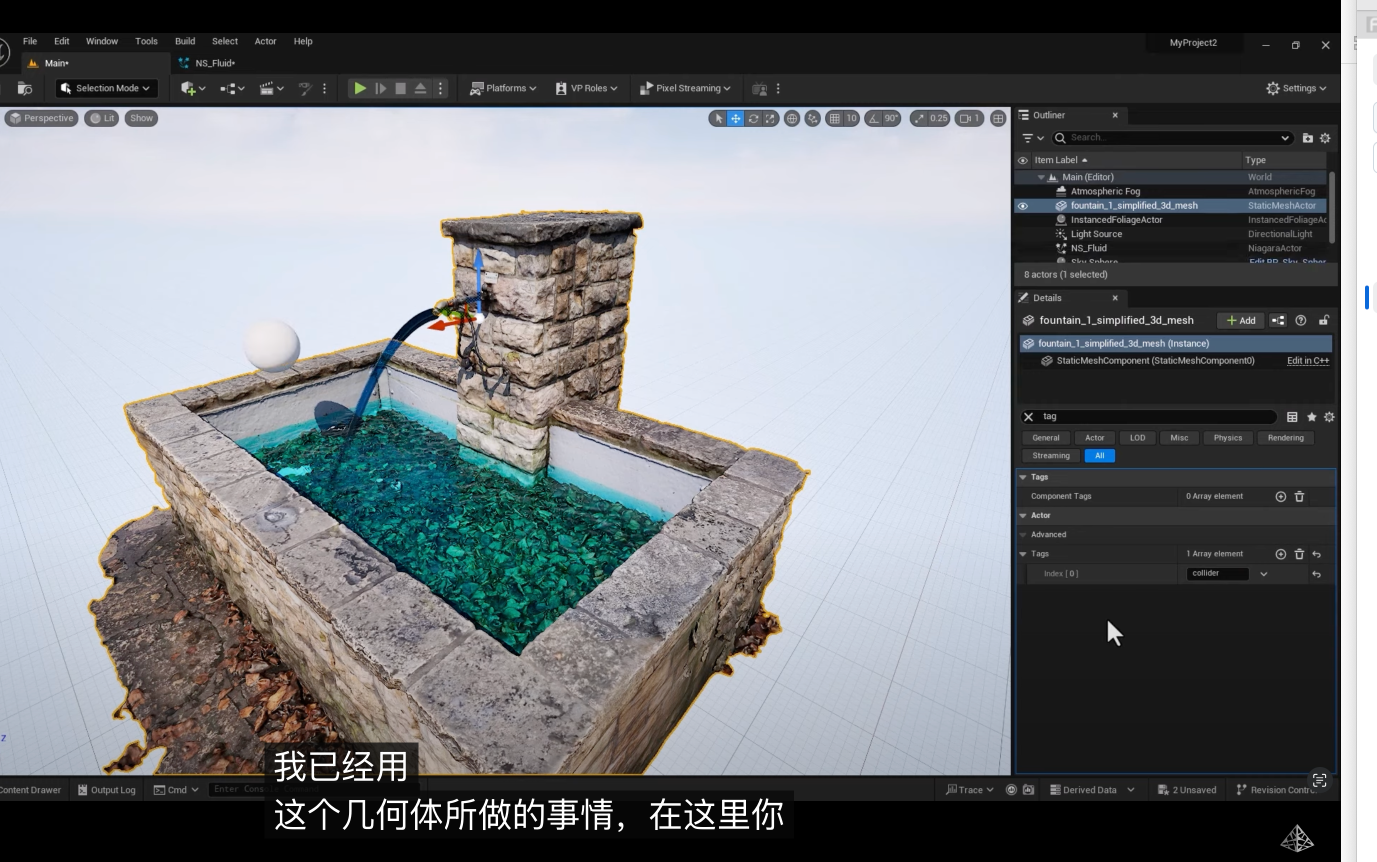 File Edit Window Tools Build Select Actor Help
MyProject2
Main*
NS_Fluid*
Selection Mode
Platforms
VP Roles
Pixel Streaming
Settings
Perspective
Lit
Show
10
90°
0.25
1
Outliner
Search...
Item Label
Type
Main (Editor)
World
Atmospheric Fog
AtmosphericFog
fountain_1_simplified_3d_mesh
StaticMeshActor
InstancedFoliageActor
InstancedFoliageAc
Light Source
DirectionalLight
NS_Fluid
NiagaraActor
Sky Sphere
Edit BP_Sky_Spher
8 actors (1 selected)
Details
fountain_1_simplified_3d_mesh
Add
fountain_1_simplified_3d_mesh (Instance)
StaticMeshComponent (StaticMeshComponent0)
Edit in C++
tag
General
Actor
LOD
Misc
Physics
Rendering
Streaming
All
Tags
Component Tags
0 Array element
Actor
Advanced
Tags
1 Array element
Index [ 0 ]
collider
Z
我已经用
这个几何体所做的事情，在这里你
Content Drawer
Output Log
Cmd
Enter Console Command
Trace
Derived Data
2 Unsaved
Revision Contro